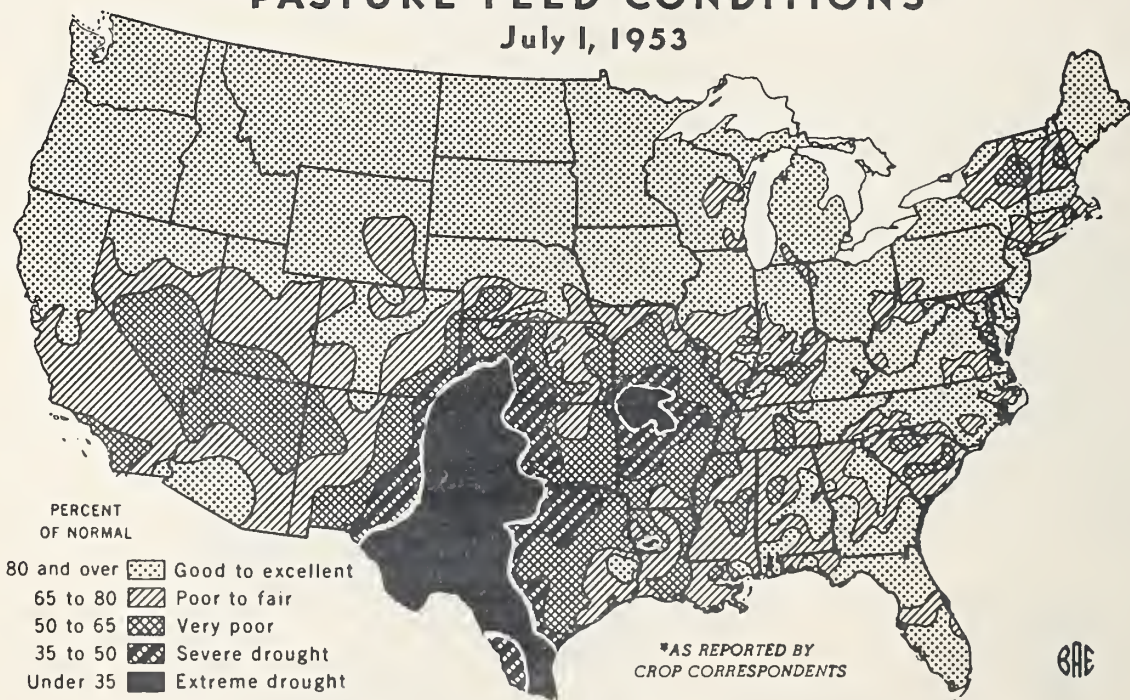 PASTURE FEED CONDITIONS
July 1, 1953
PERCENT
OF NORMAL
80 and over Good to excellent
65 to 80 Poor to fair
50 to 65 Very poor
35 to 50 Severe drought
Under 35 Extreme drought
*AS REPORTED BY
CROP CORRESPONDENTS
BAE